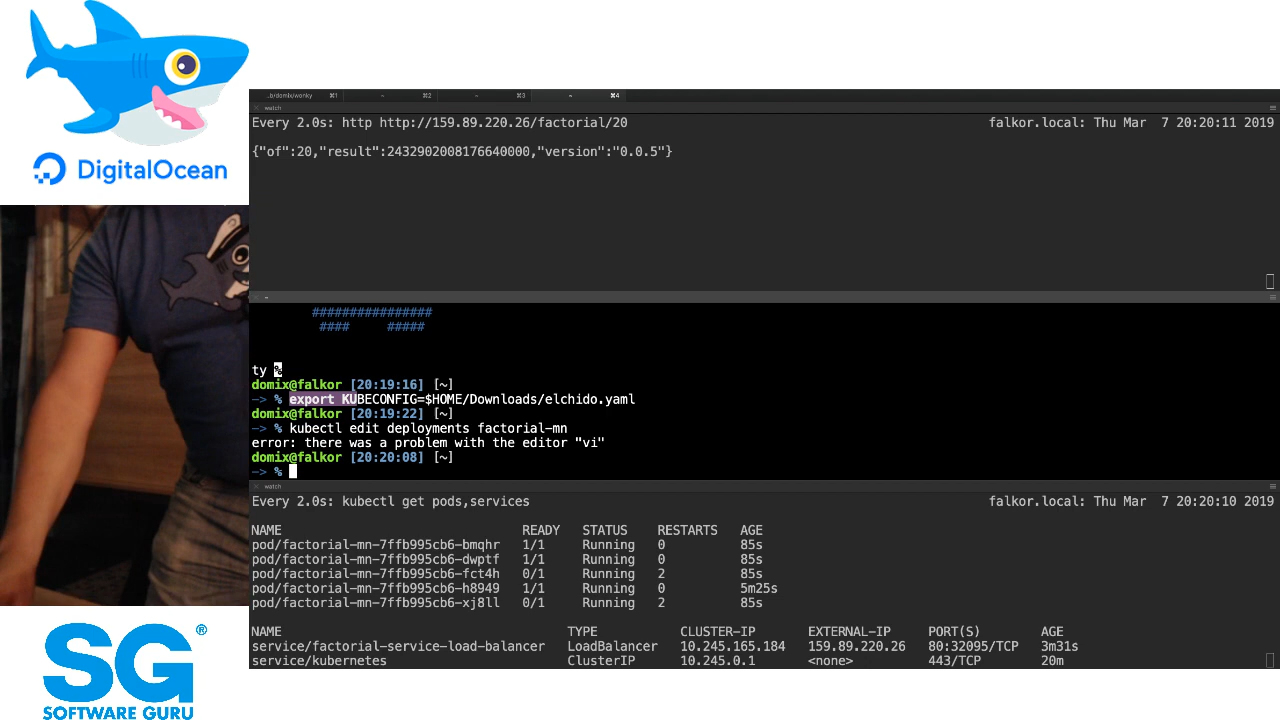 DigitalOcean
..b/domix/wonky ⌘1 ~ ⌘2 ~ ⌘3 ~ ⌘4
× watch
Every 2.0s: http http://159.89.220.26/factorial/20 falkor.local: Thu Mar 7 20:20:11 2019
{"of":20,"result":2432902008176640000,"version":"0.0.5"}
× ~
################
#### #####
ty %
domix@falkor [20:19:16] [~]
-> % export KUBECONFIG=$HOME/Downloads/elchido.yaml
domix@falkor [20:19:22] [~]
-> % kubectl edit deployments factorial-mn
error: there was a problem with the editor "vi"
domix@falkor [20:20:08] [~]
-> %
× watch
Every 2.0s: kubectl get pods,services falkor.local: Thu Mar 7 20:20:10 2019
NAME READY STATUS RESTARTS AGE
pod/factorial-mn-7ffb995cb6-bmqhr 1/1 Running 0 85s
pod/factorial-mn-7ffb995cb6-dwptf 1/1 Running 0 85s
pod/factorial-mn-7ffb995cb6-fct4h 0/1 Running 2 85s
pod/factorial-mn-7ffb995cb6-h8949 1/1 Running 0 5m25s
pod/factorial-mn-7ffb995cb6-xj8ll 0/1 Running 2 85s
NAME TYPE CLUSTER-IP EXTERNAL-IP PORT(S) AGE
service/factorial-service-load-balancer LoadBalancer 10.245.165.184 159.89.220.26 80:32095/TCP 3m31s
service/kubernetes ClusterIP 10.245.0.1 <none> 443/TCP 20m
SG®
SOFTWARE GURU